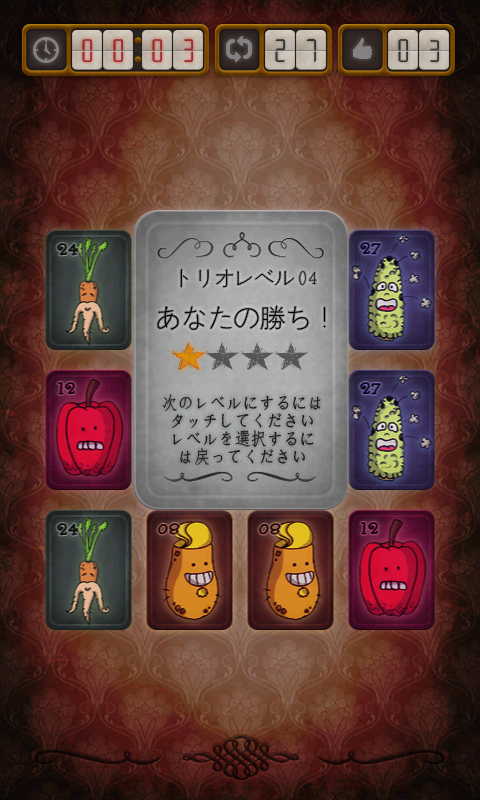 00:03 27 03
24 27
トリオレベル04
あなたの勝ち！
12 27
次のレベルにするには
タッチしてください
レベルを選択するに
は戻ってください
24 08 08 12